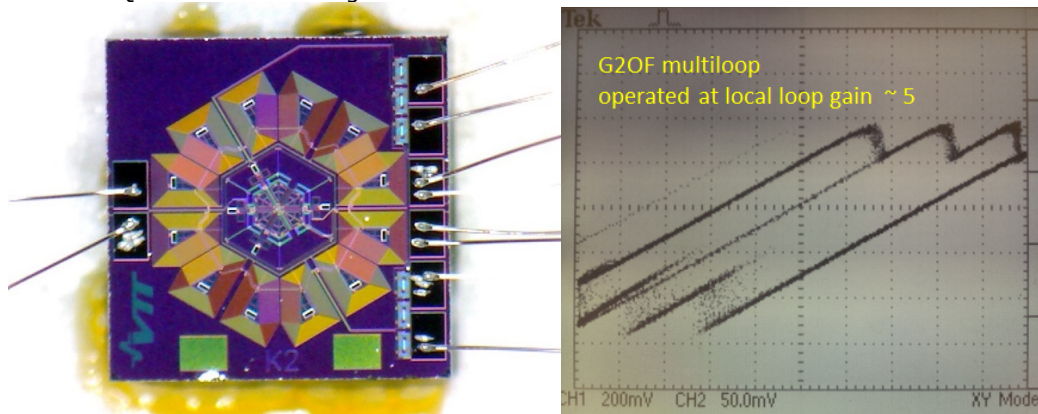 VTT
K2
Tek
G2OF multiloop
operated at local loop gain ~ 5
CH1 200mV CH2 50.0mV XY Mode